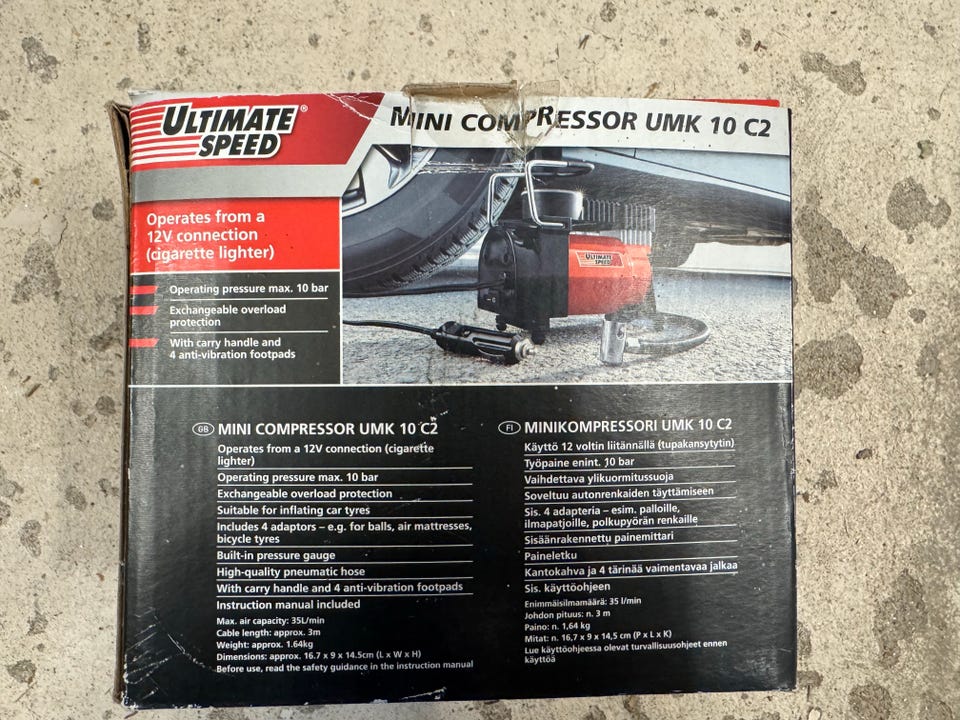 ULTIMATE SPEED®
MINI COMPRESSOR UMK 10 C2
Operates from a
12V connection
(cigarette lighter)
Operating pressure max. 10 bar
Exchangeable overload
protection
With carry handle and
4 anti-vibration footpads
ULTIMATE SPEED
GB MINI COMPRESSOR UMK 10 C2
Operates from a 12V connection (cigarette
lighter)
Operating pressure max. 10 bar
Exchangeable overload protection
Suitable for inflating car tyres
Includes 4 adaptors – e.g. for balls, air mattresses,
bicycle tyres
Built-in pressure gauge
High-quality pneumatic hose
With carry handle and 4 anti-vibration footpads
Instruction manual included
Max. air capacity: 35L/min
Cable length: approx. 3m
Weight: approx. 1.64kg
Dimensions: approx. 16.7 x 9 x 14.5cm (L x W x H)
Before use, read the safety guidance in the instruction manual
FI MINIKOMPRESSORI UMK 10 C2
Käyttö 12 voltin liitännällä (tupakansytytin)
Työpaine enint. 10 bar
Vaihdettava ylikuormitussuoja
Soveltuu autonrenkaiden täyttämiseen
Sis. 4 adapteria – esim. palloille,
ilmapatjoille, polkupyörän renkaille
Sisäänrakennettu painemittari
Paineletku
Kantokahva ja 4 tärinää vaimentavaa jalkaa
Sis. käyttöohjeen
Enimmäisilmamäärä: 35 l/min
Johdon pituus: n. 3 m
Paino: n. 1,64 kg
Mitat: n. 16,7 x 9 x 14,5 cm (P x L x K)
Lue käyttöohjeessa olevat turvallisuusohjeet ennen
käyttöä